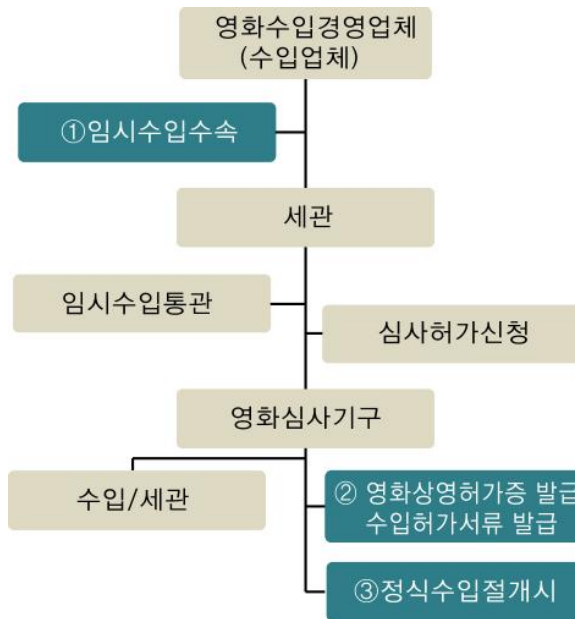 영화수입경영업체
(수입업체)
①임시수입수속
세관
임시수입통관
심사허가신청
영화심사기구
수입/세관
② 영화상영허가증 발급
수입허가서류 발급
③정식수입절개시